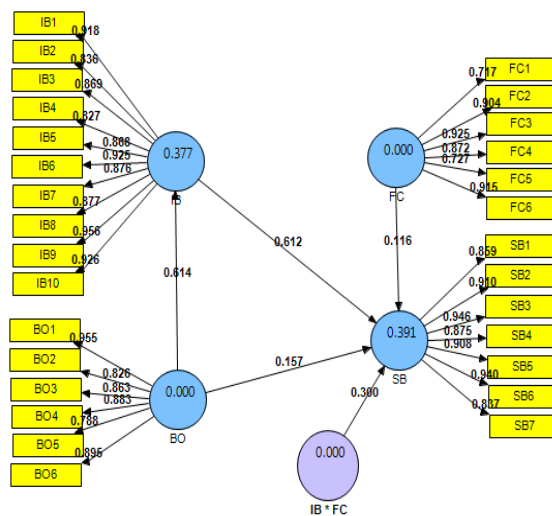 IB1
IB2
IB3
IB4
IB5
IB6
IB7
IB8
IB9
IB10
0.918
0.836
0.869
0.827
0.868
0.925
0.876
0.877
0.956
0.926
0.377
IB
FC1
FC2
FC3
FC4
FC5
FC6
0.717
0.904
0.925
0.872
0.727
0.915
0.000
FC
0.612
0.116
0.614
0.157
SB1
SB2
SB3
SB4
SB5
SB6
SB7
0.859
0.910
0.946
0.875
0.908
0.940
0.837
0.391
SB
BO1
BO2
BO3
BO4
BO5
BO6
0.955
0.826
0.863
0.883
0.788
0.895
0.000
BO
0.300
0.000
IB * FC